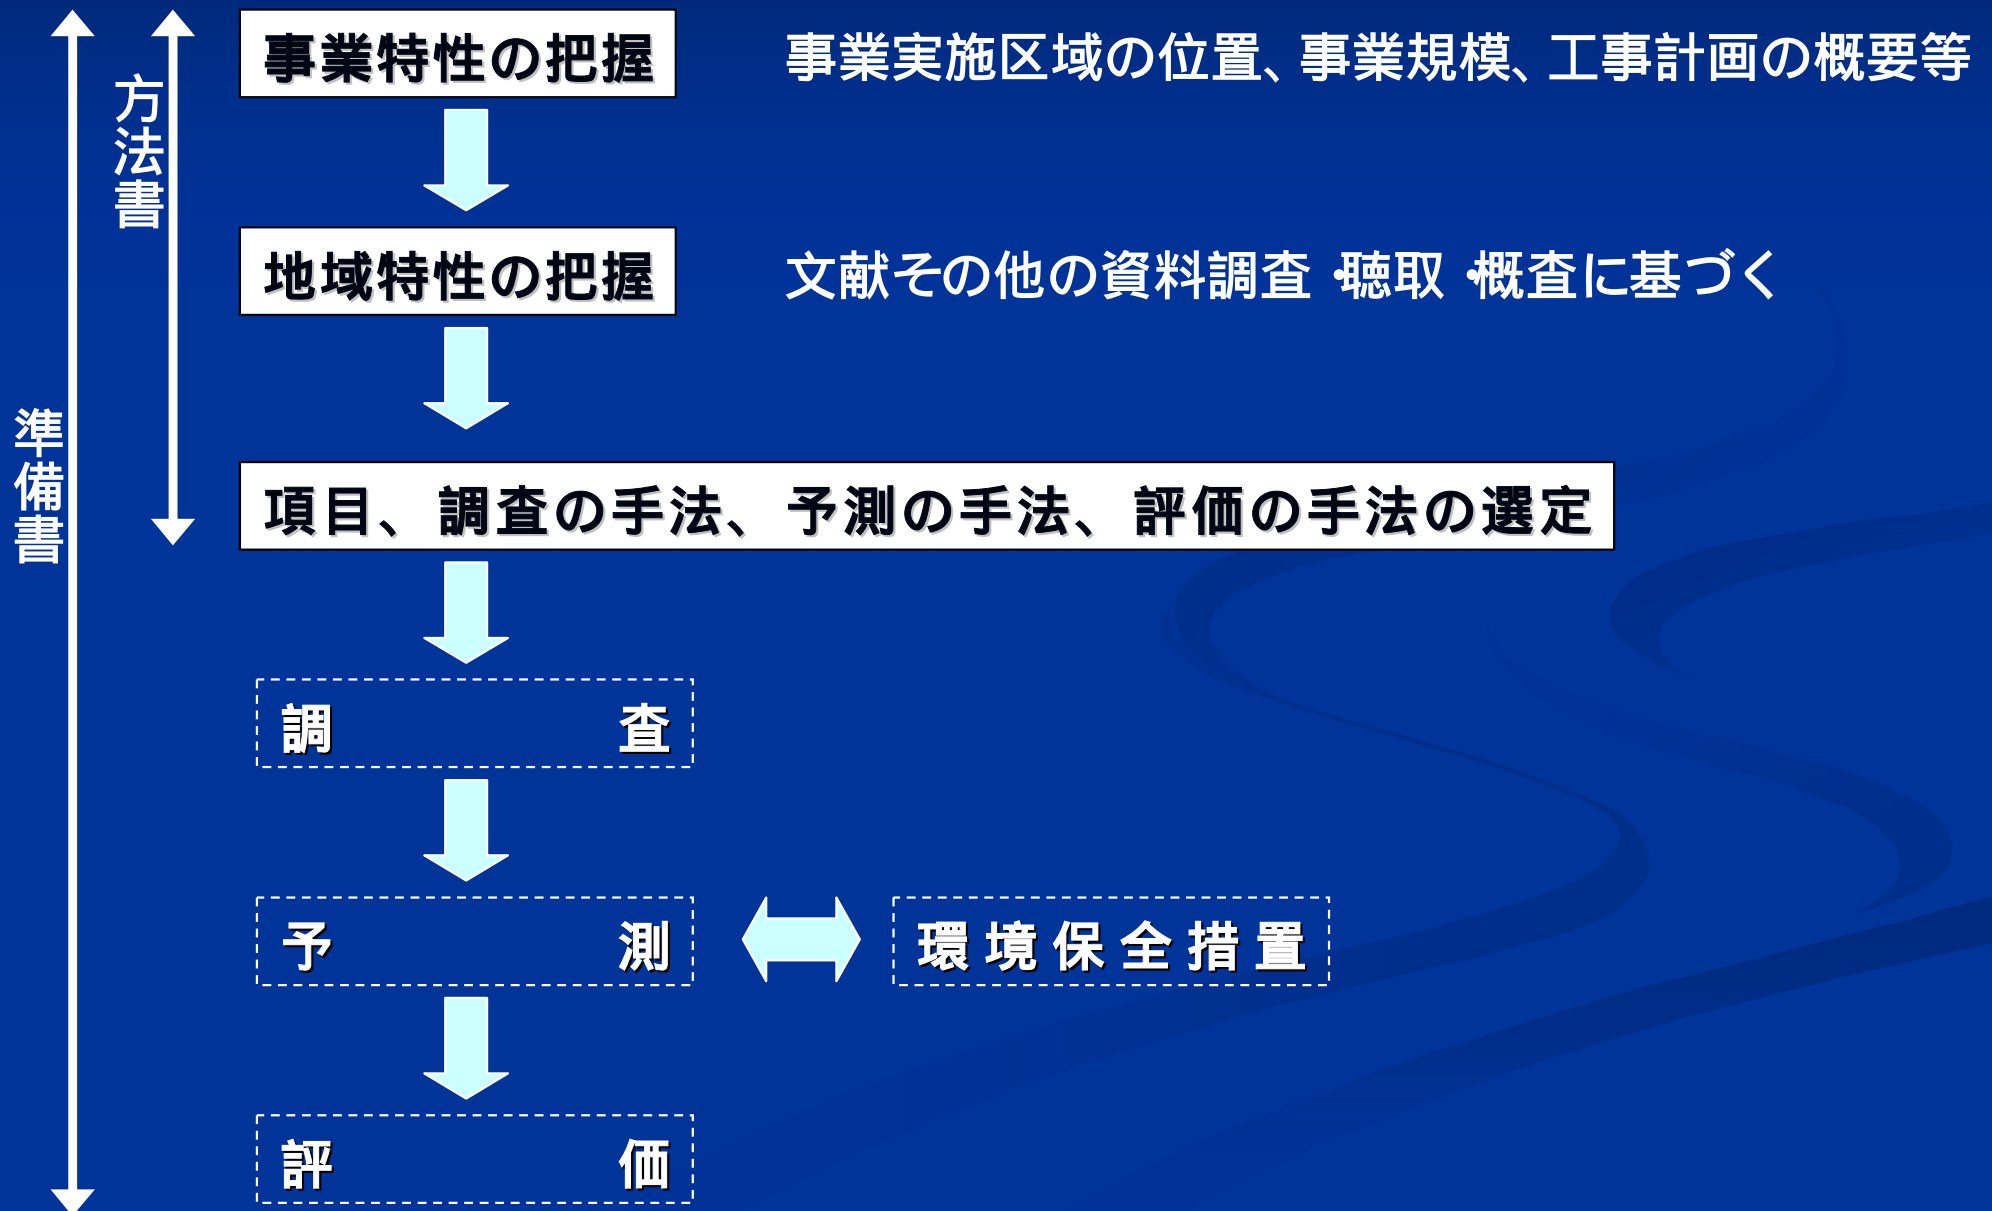 事業特性の把握
事業実施区域の位置、事業規模、工事計画の概要等
方法書
地域特性の把握
文献その他の資料調査・聴取・概査に基づく
準備書
項目、調査の手法、予測の手法、評価の手法の選定
調査
予測
環境保全措置
評価